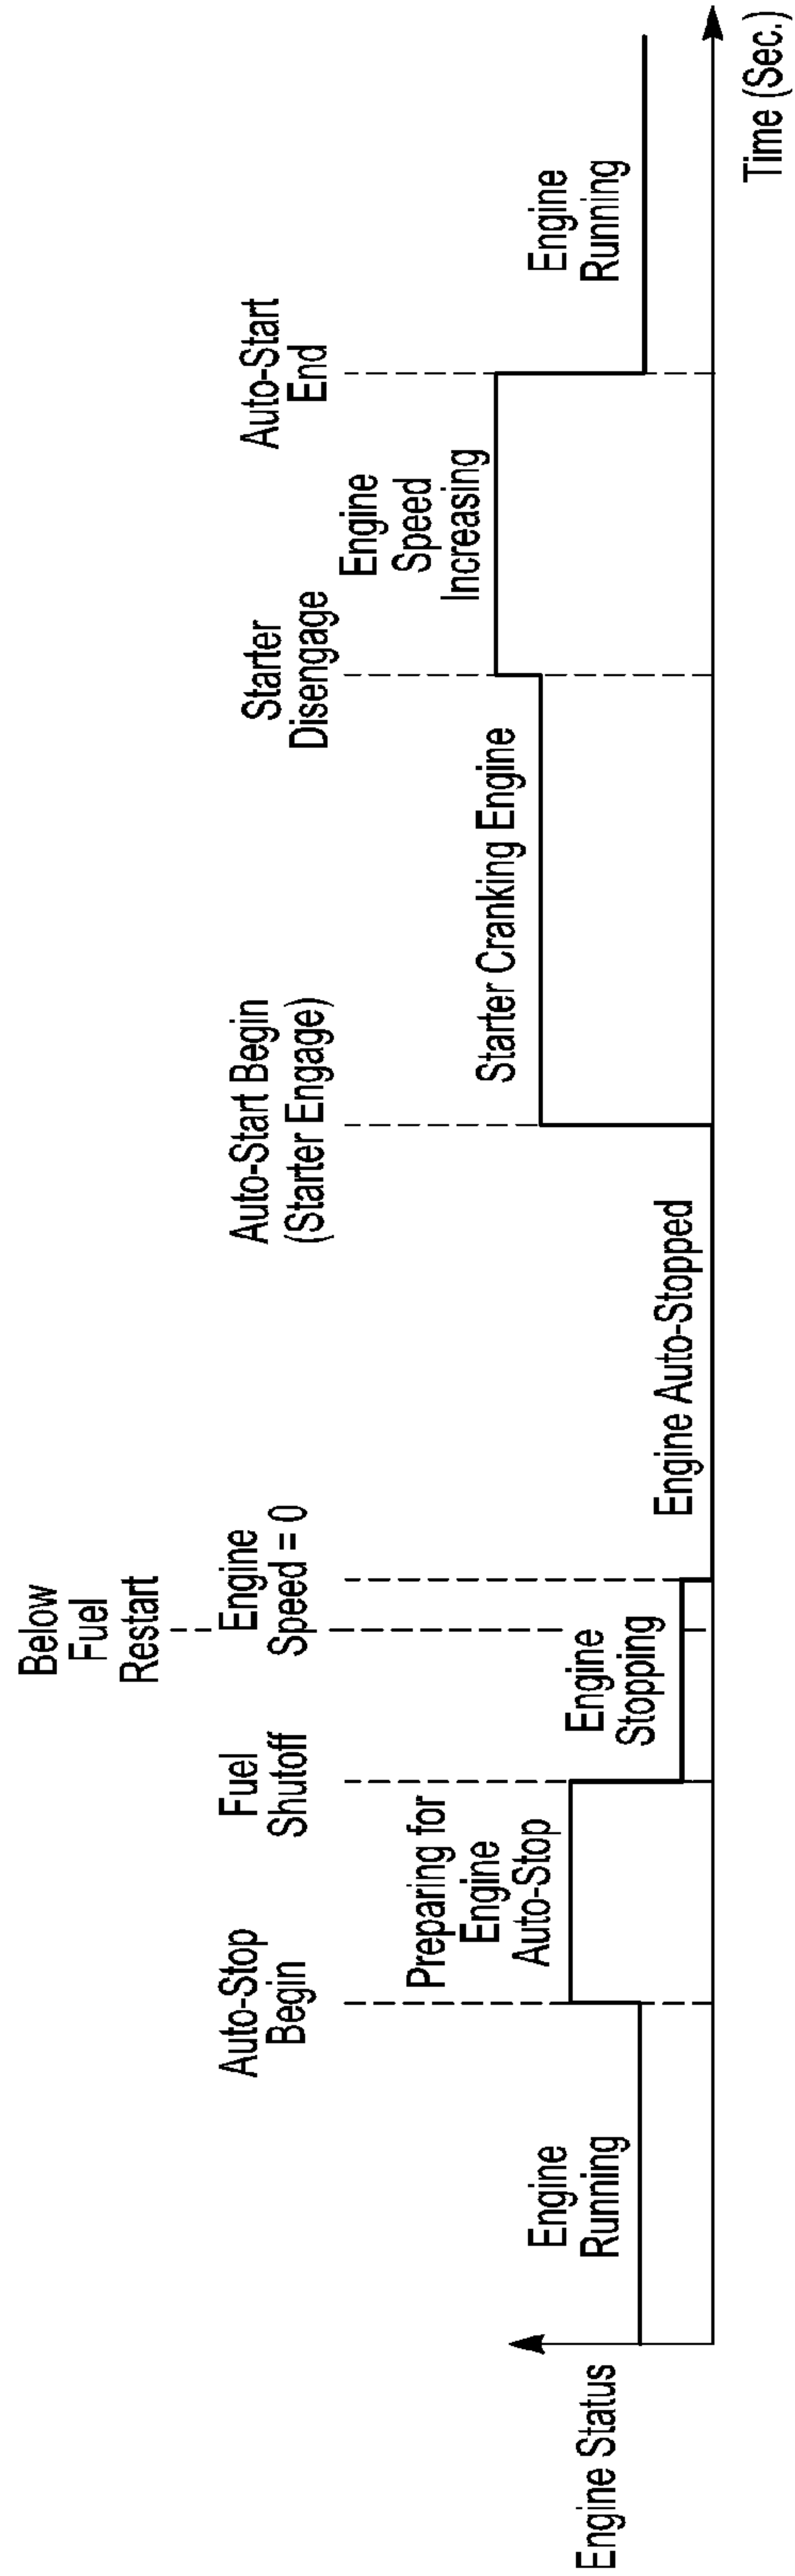 Below
Fuel
Restart
Auto-Stop
Begin
Fuel
Shutoff
Engine
Speed = 0
Auto-Start Begin
(Starter Engage)
Starter
Disengage
Auto-Start
End
Engine Status
Engine
Running
Preparing for
Engine
Auto-Stop
Engine
Stopping
Engine Auto-Stopped
Starter Cranking Engine
Engine
Speed
Increasing
Engine
Running
Time (Sec.)